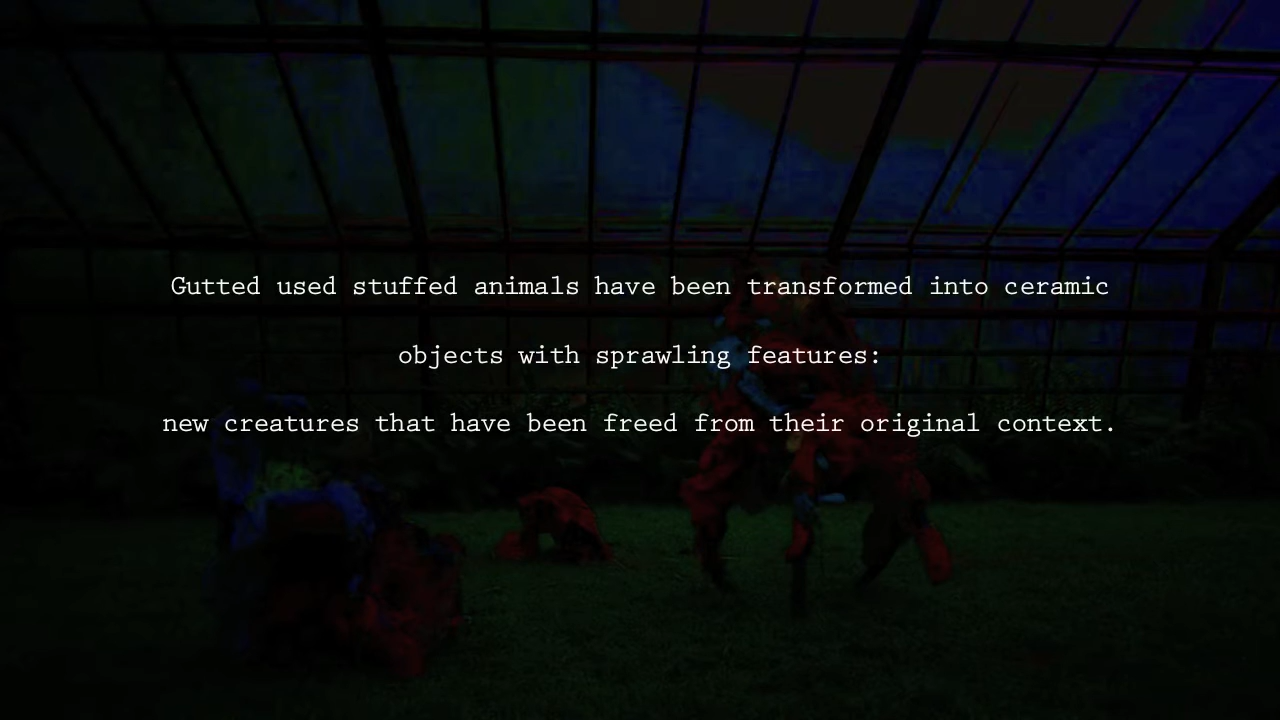 Gutted used stuffed animals have been transformed into ceramic
objects with sprawling features:
new creatures that have been freed from their original context.